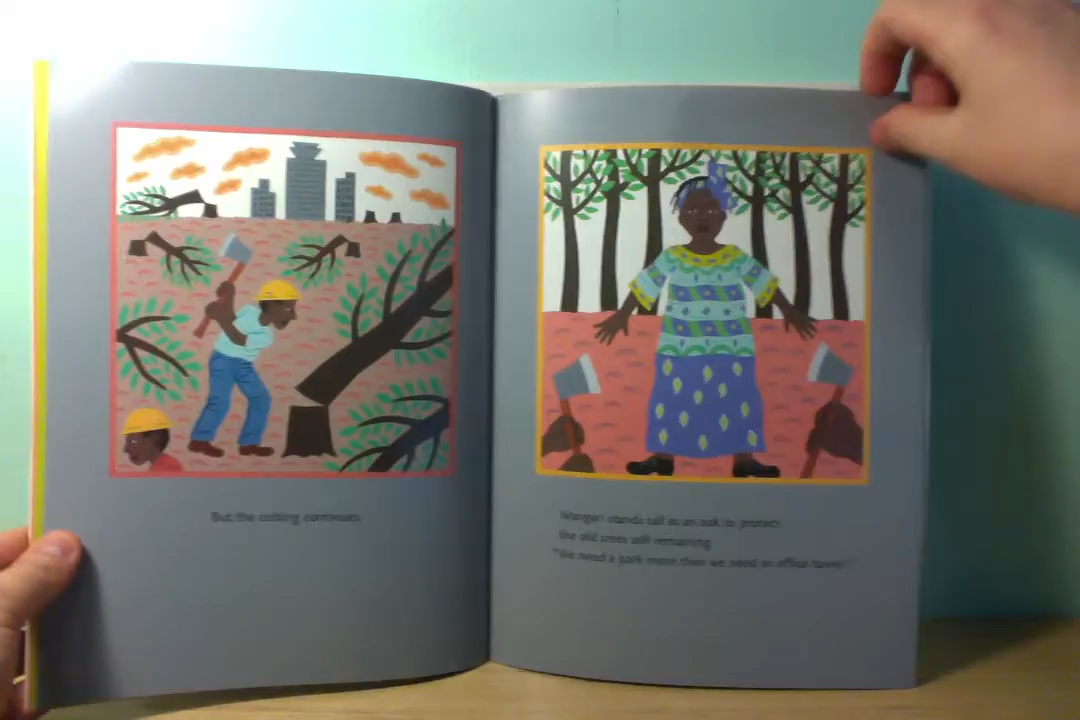 But the cutting continues.
Wangari stands tall as an oak to protect
the old trees still remaining.
"We need a park more than we need an office tower."